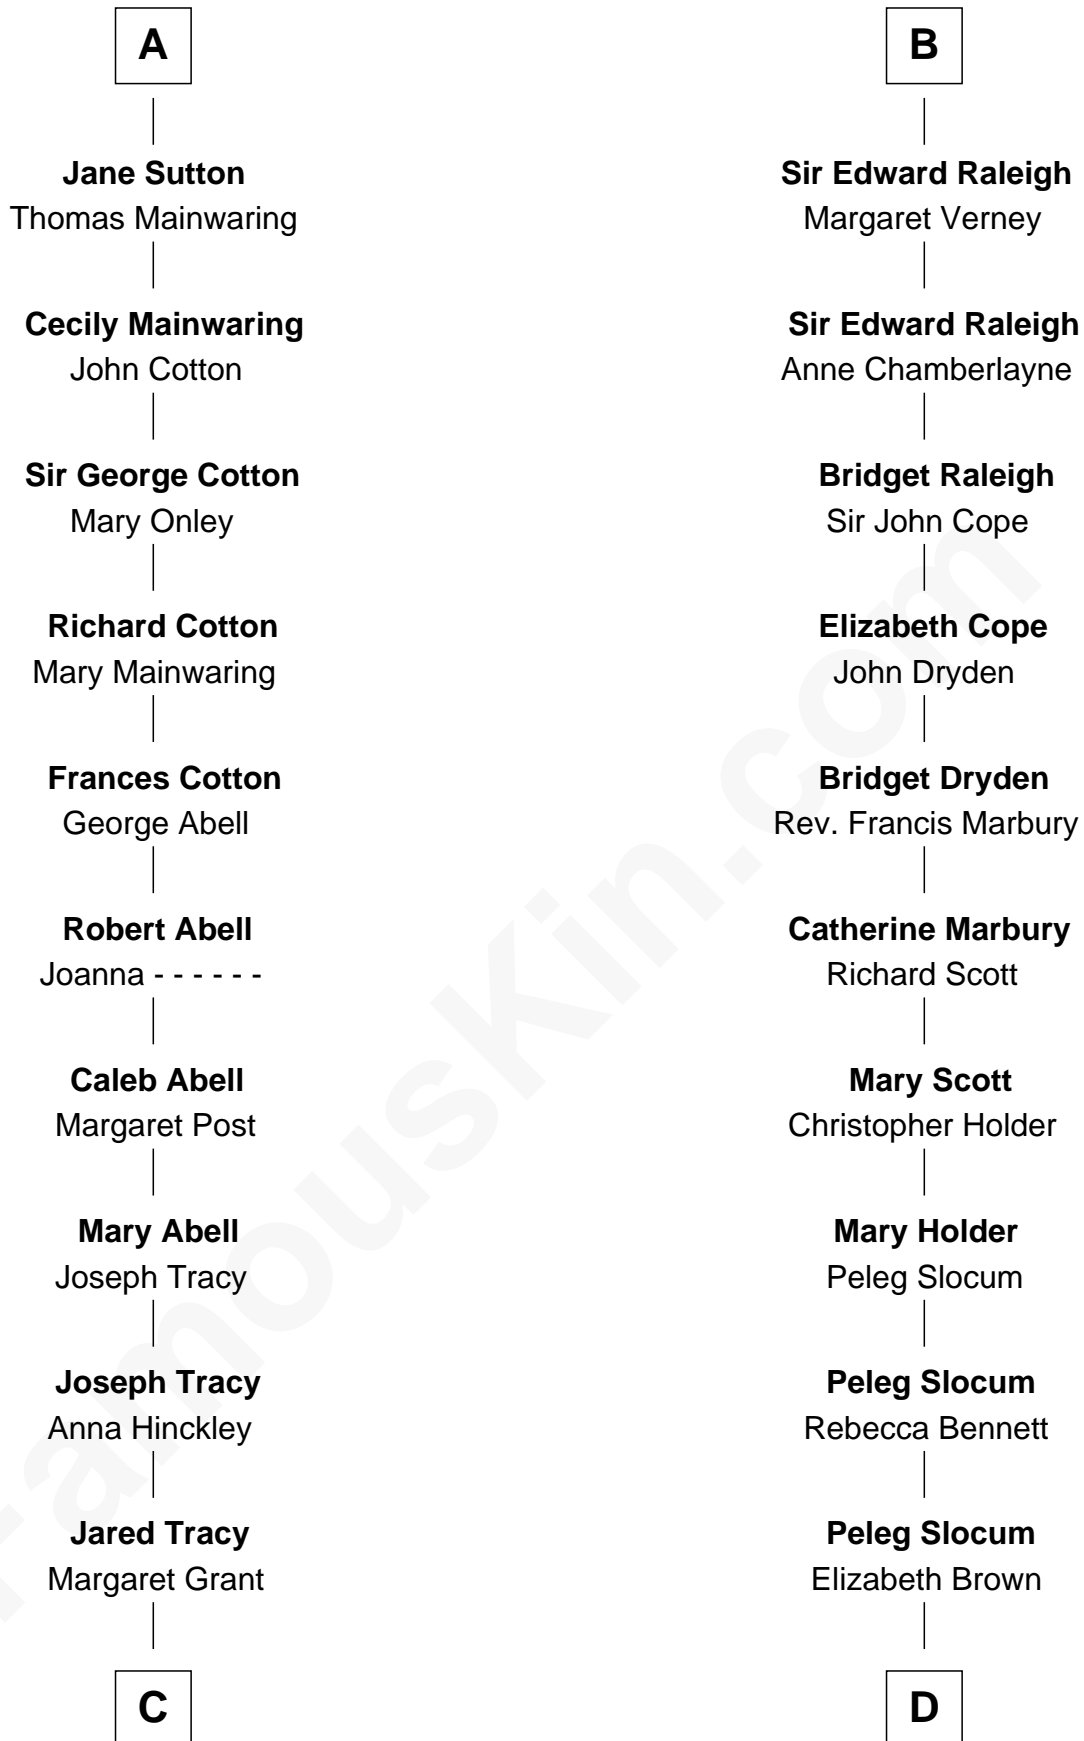 A
Jane Sutton
Thomas Mainwaring
Cecily Mainwaring
John Cotton
Sir George Cotton
Mary Onley
Richard Cotton
Mary Mainwaring
Frances Cotton
George Abell
Robert Abell
Joanna - - - - - -
Caleb Abell
Margaret Post
Mary Abell
Joseph Tracy
Joseph Tracy
Anna Hinckley
Jared Tracy
Margaret Grant
C
B
Sir Edward Raleigh
Margaret Verney
Sir Edward Raleigh
Anne Chamberlayne
Bridget Raleigh
Sir John Cope
Elizabeth Cope
John Dryden
Bridget Dryden
Rev. Francis Marbury
Catherine Marbury
Richard Scott
Mary Scott
Christopher Holder
Mary Holder
Peleg Slocum
Peleg Slocum
Rebecca Bennett
Peleg Slocum
Elizabeth Brown
D
FamousKin.com